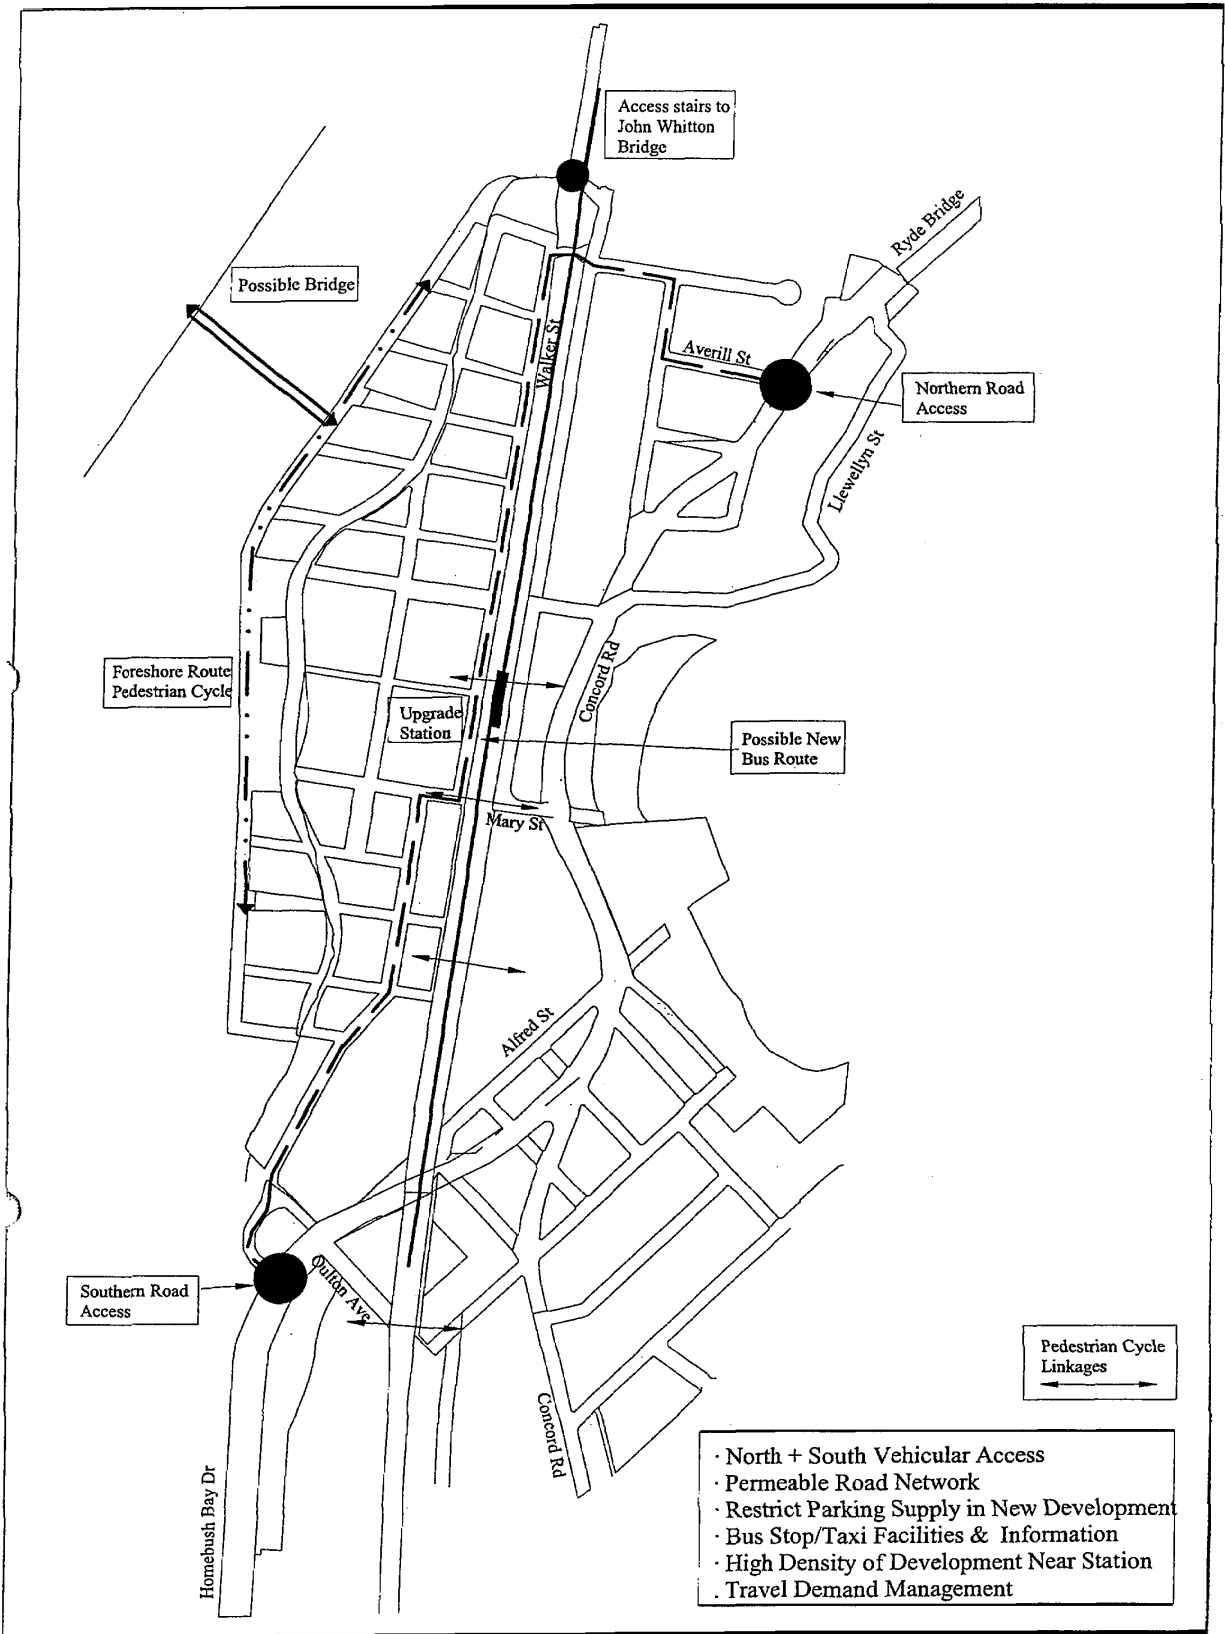 Access stairs to
John Whitton
Bridge
Ryde Bridge
Possible Bridge
Walker St
Averill St
Northern Road
Access
Llewellyn St
Foreshore Route
Pedestrian Cycle
Concord Rd
Upgrade
Station
Possible New
Bus Route
Mary St
Alfred St
Oulton Ave
Southern Road
Access
Pedestrian Cycle
Linkages
Concord Rd
Homebush Bay Dr
· North + South Vehicular Access
· Permeable Road Network
· Restrict Parking Supply in New Development
· Bus Stop/Taxi Facilities & Information
· High Density of Development Near Station
. Travel Demand Management